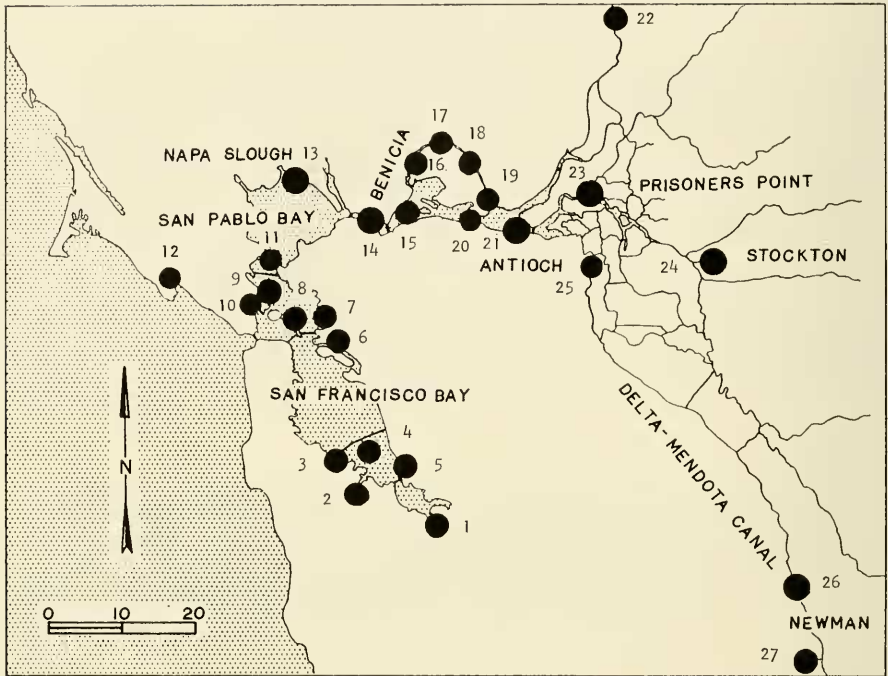 22
17
18
NAPA SLOUGH 13
BENICIA
16
19
23
PRISONERS POINT
SAN PABLO BAY
14
15
20
21
ANTIOCH
11
12
9
8
10
7
6
24
STOCKTON
25
SAN FRANCISCO BAY
DELTA-MENDOTA CANAL
4
3
5
2
1
N
26
NEWMAN
27
0 10 20